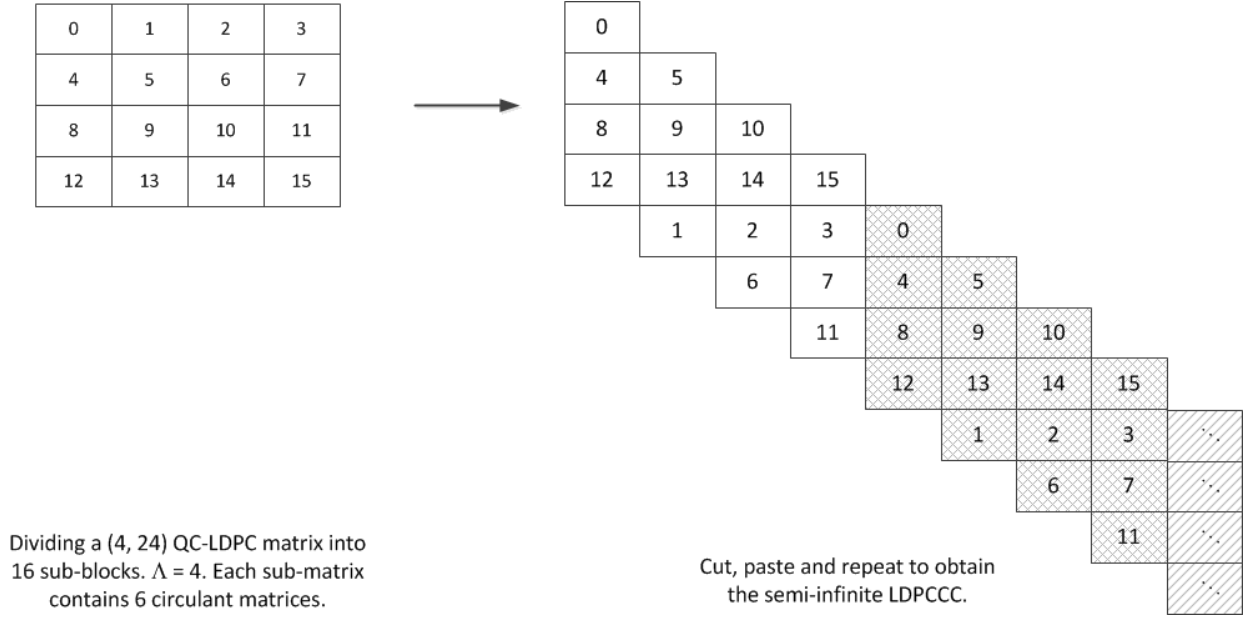 0 1 2 3
4 5 6 7
8 9 10 11
12 13 14 15
Dividing a (4, 24) QC-LDPC matrix into
16 sub-blocks. Λ = 4. Each sub-matrix
contains 6 circulant matrices.
0
4 5
8 9 10
12 13 14 15
1 2 3 0
6 7 4 5
11 8 9 10
12 13 14 15
1 2 3 ⋱
6 7 ⋱
11 ⋱
⋱
Cut, paste and repeat to obtain
the semi-infinite LDPCCC.